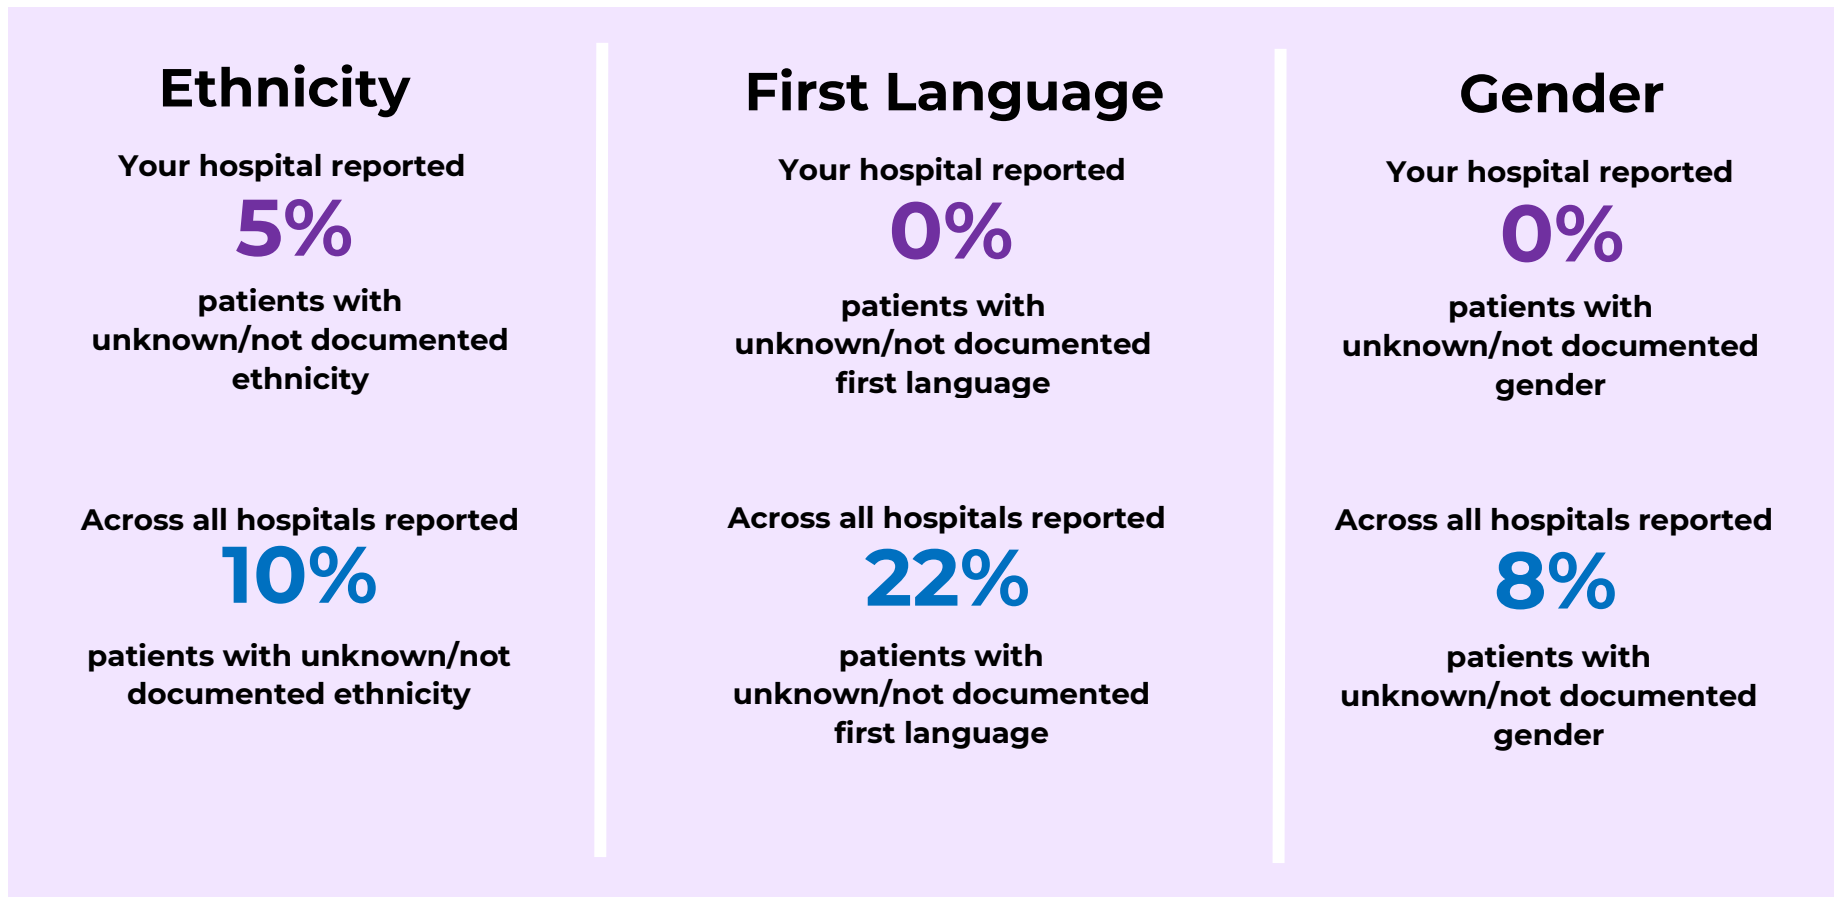 Ethnicity
Your hospital reported
5%
patients with
unknown/not documented
ethnicity
Across all hospitals reported
10%
patients with unknown/not
documented ethnicity
First Language
Your hospital reported
0%
patients with
unknown/not documented
first language
Across all hospitals reported
22%
patients with
unknown/not documented
first language
Gender
Your hospital reported
0%
patients with
unknown/not documented
gender
Across all hospitals reported
8%
patients with
unknown/not documented
gender